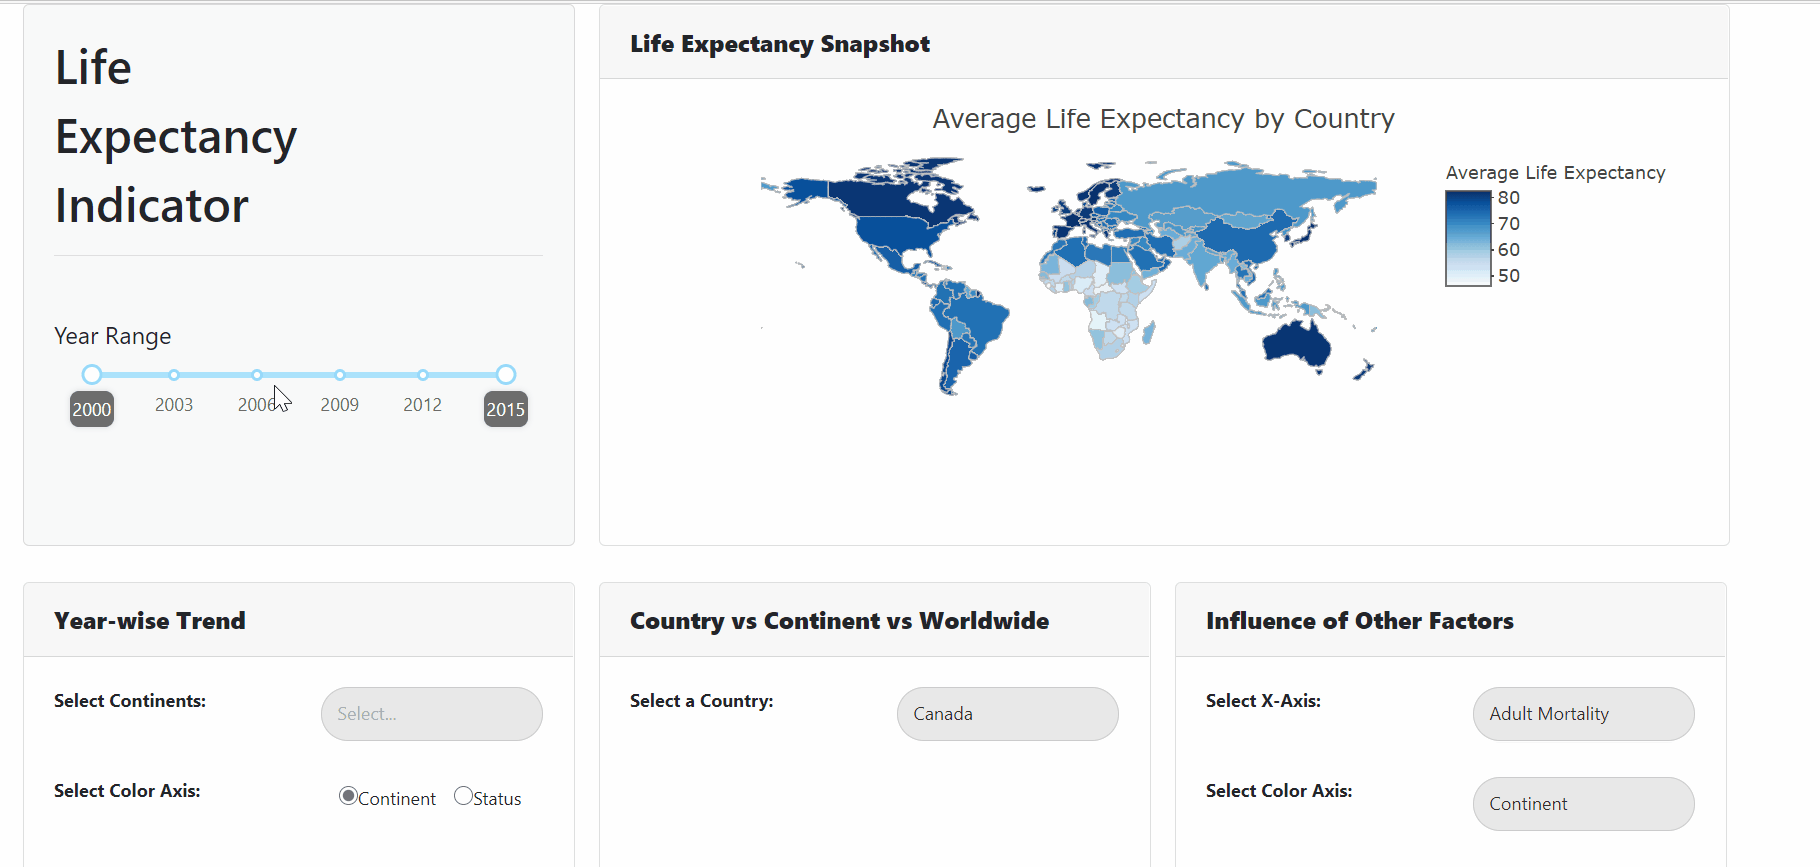 Life
Expectancy
Indicator
Year Range
2000 2003 2006 2009 2012 2015
Life Expectancy Snapshot
Average Life Expectancy by Country
Average Life Expectancy
80
70
60
50
Year-wise Trend
Select Continents: Select...
Select Color Axis: Continent Status
Country vs Continent vs Worldwide
Select a Country: Canada
Influence of Other Factors
Select X-Axis: Adult Mortality
Select Color Axis: Continent